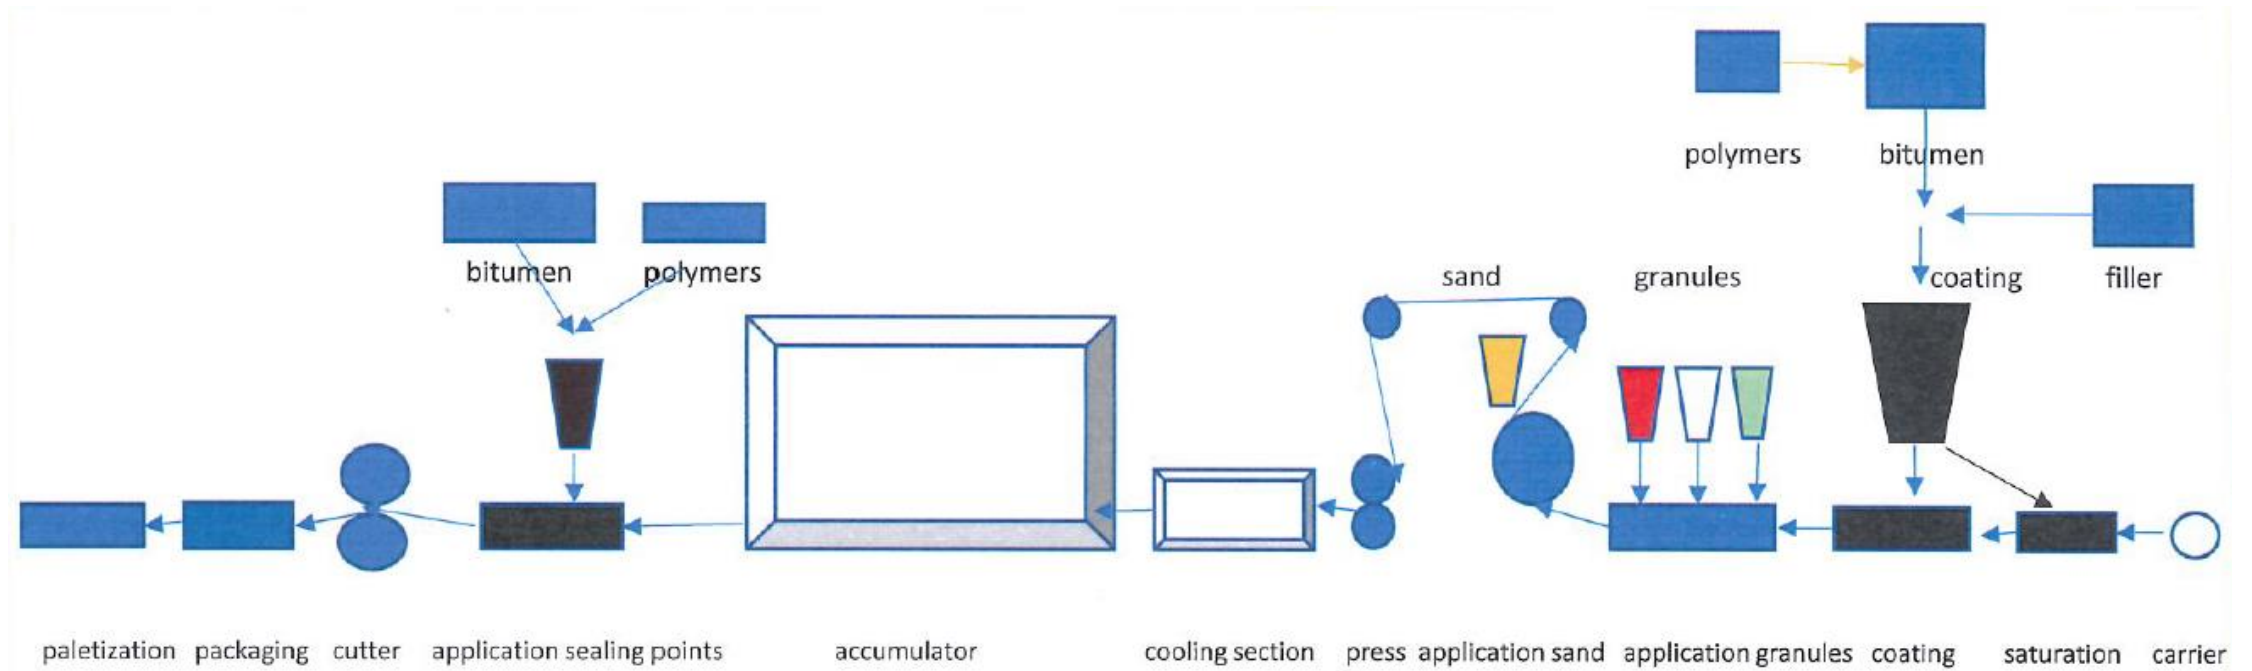 polymers
bitumen
bitumen
polymers
sand
granules
coating
filler
paletization
packaging
cutter
application sealing points
accumulator
cooling section
press
application sand
application granules
coating
saturation
carrier